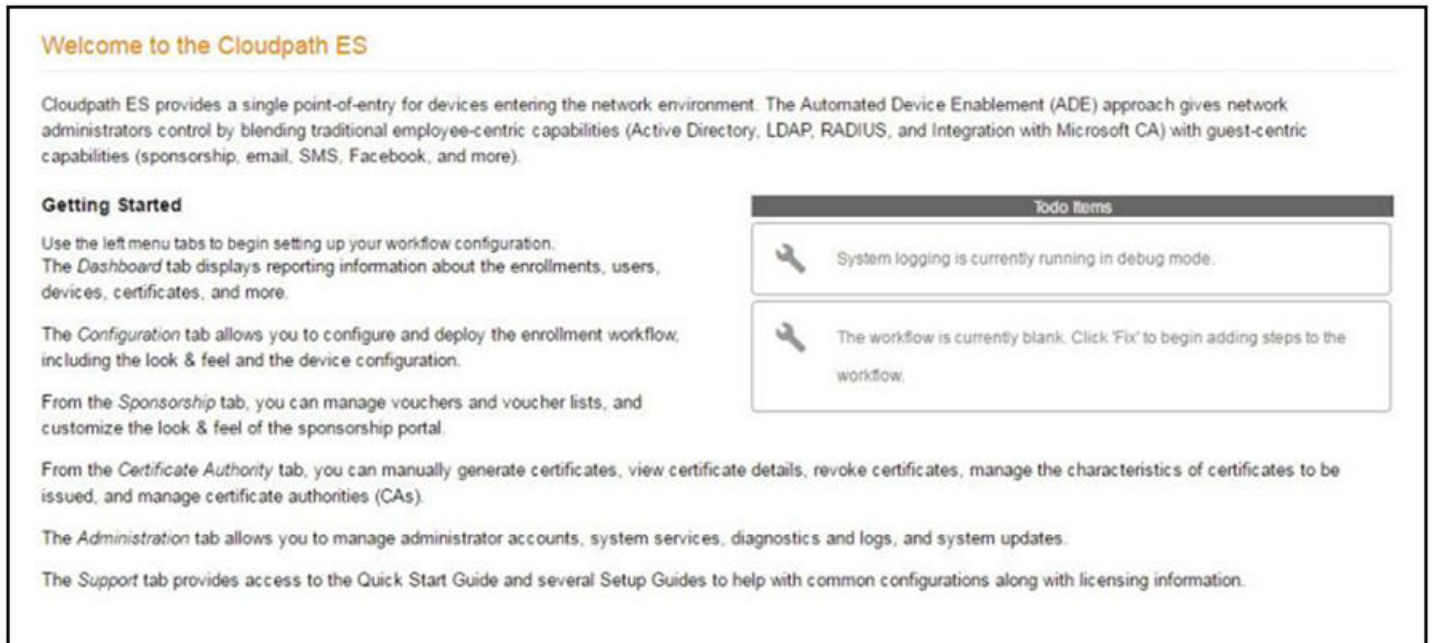 Welcome to the Cloudpath ES
Cloudpath ES provides a single point-of-entry for devices entering the network environment. The Automated Device Enablement (ADE) approach gives network
administrators control by blending traditional employee-centric capabilities (Active Directory, LDAP, RADIUS, and Integration with Microsoft CA) with guest-centric
capabilities (sponsorship, email, SMS, Facebook, and more).
Getting Started
Use the left menu tabs to begin setting up your workflow configuration.
The Dashboard tab displays reporting information about the enrollments, users,
devices, certificates, and more.
The Configuration tab allows you to configure and deploy the enrollment workflow,
including the look & feel and the device configuration.
From the Sponsorship tab, you can manage vouchers and voucher lists, and
customize the look & feel of the sponsorship portal.
Todo Items
System logging is currently running in debug mode.
The workflow is currently blank. Click 'Fix' to begin adding steps to the
workflow.
From the Certificate Authority tab, you can manually generate certificates, view certificate details, revoke certificates, manage the characteristics of certificates to be
issued, and manage certificate authorities (CAs).
The Administration tab allows you to manage administrator accounts, system services, diagnostics and logs, and system updates.
The Support tab provides access to the Quick Start Guide and several Setup Guides to help with common configurations along with licensing information.